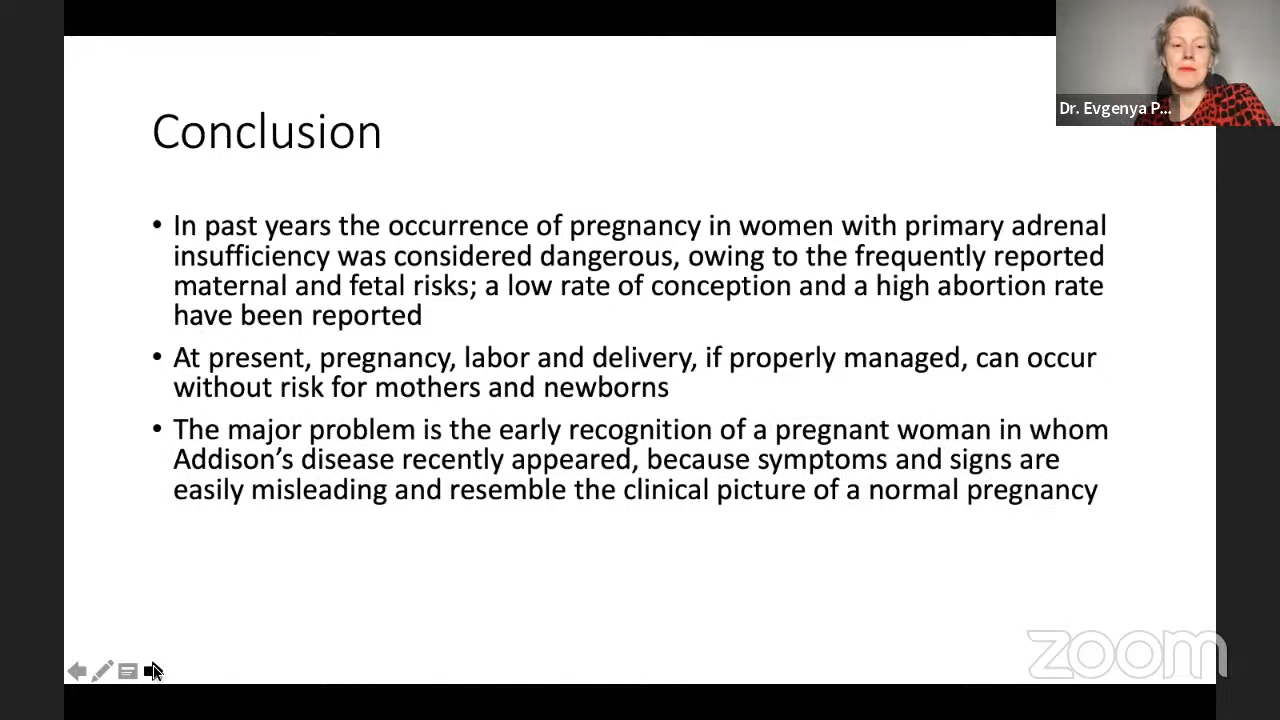 Dr. Evgenya P...
Conclusion
• In past years the occurrence of pregnancy in women with primary adrenal
insufficiency was considered dangerous, owing to the frequently reported
maternal and fetal risks; a low rate of conception and a high abortion rate
have been reported
• At present, pregnancy, labor and delivery, if properly managed, can occur
without risk for mothers and newborns
• The major problem is the early recognition of a pregnant woman in whom
Addison’s disease recently appeared, because symptoms and signs are
easily misleading and resemble the clinical picture of a normal pregnancy
zoom